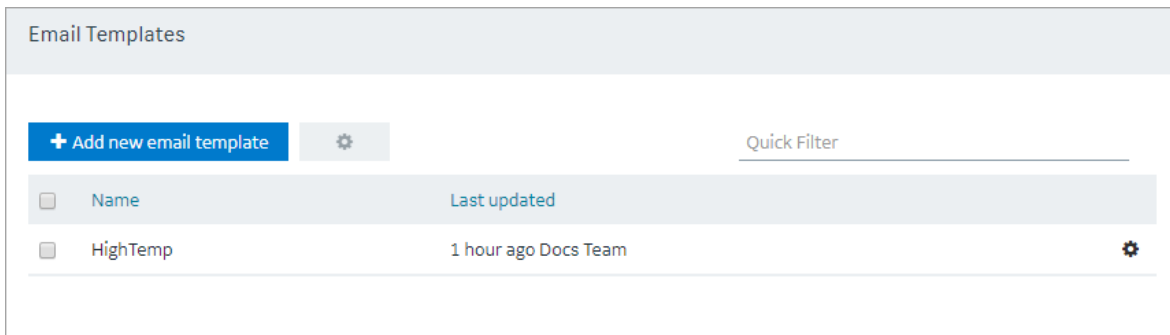 Email Templates
Add new email template
Quick Filter
Name Last updated
HighTemp 1 hour ago Docs Team